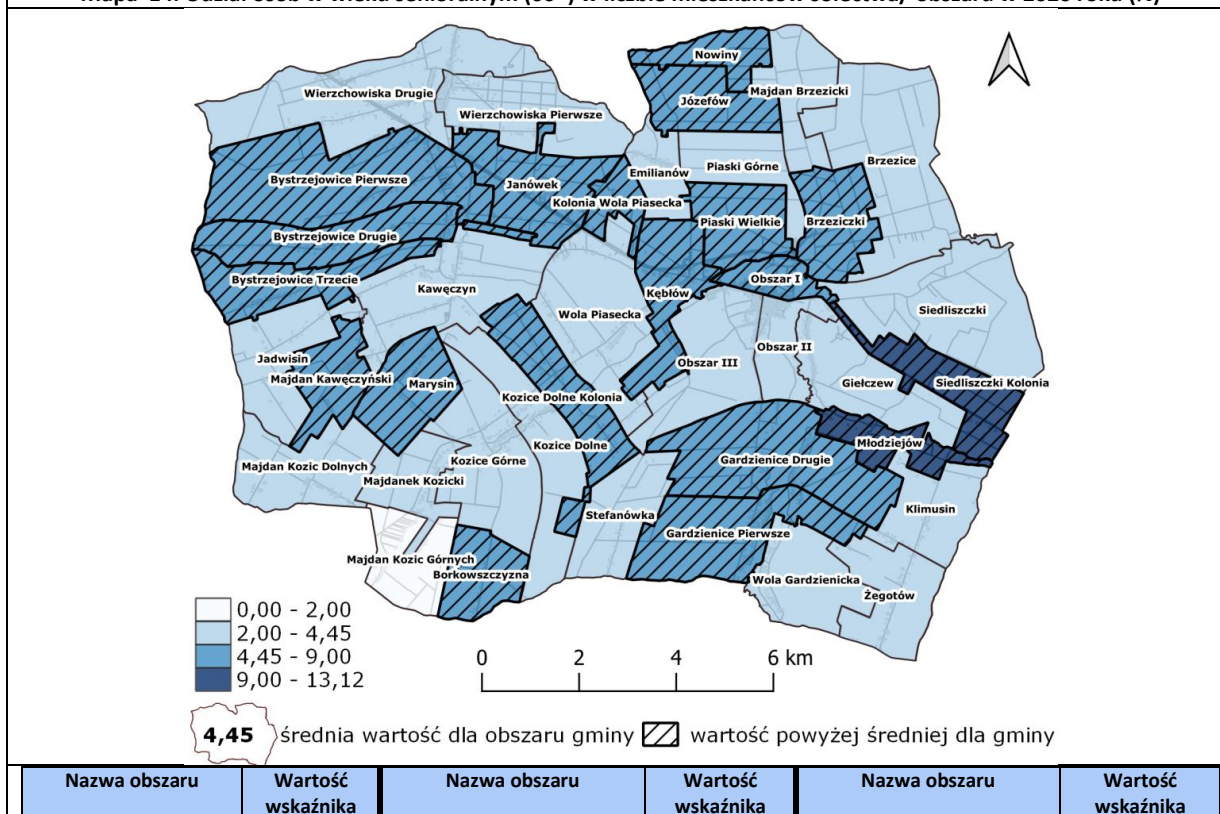 Nowiny
Wierzchowiska Drugie
Józefów
Majdan Brzezicki
Wierzchowiska Pierwsze
Brzezice
Piaski Górne
Emilianów
Bystrzejowice Pierwsze
Janówek
Kolonia Wola Piasecka
Piaski Wielkie
Brzeziczki
Bystrzejowice Drugie
Bystrzejowice Trzecie
Obszar I
Kawęczyn
Kębłów
Siedliszczki
Wola Piasecka
Obszar II
Jadwisin
Obszar III
Majdan Kawęczyński
Marysin
Giełczew
Siedliszczki Kolonia
Kozice Dolne Kolonia
Kozice Dolne
Młodziejów
Gardzienice Drugie
Majdan Kozic Dolnych
Kozice Górne
Majdanek Kozicki
Klimusin
Stefanówka
Gardzienice Pierwsze
Majdan Kozic Górnych
Borkowszczyzna
Wola Gardzienicka
Żegotów
0,00 - 2,00
2,00 - 4,45
4,45 - 9,00
9,00 - 13,12
0 2 4 6 km
4,45 średnia wartość dla obszaru gminy wartość powyżej średniej dla gminy
Nazwa obszaru Wartość wskaźnika Nazwa obszaru Wartość wskaźnika Nazwa obszaru Wartość wskaźnika